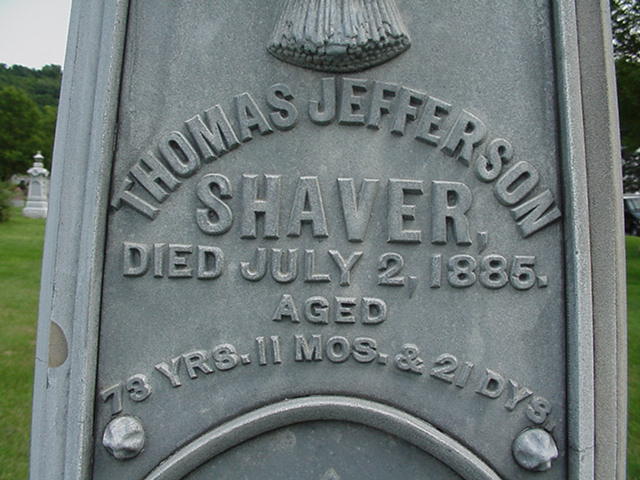 THOMAS JEFFERSON
SHAVER,
DIED JULY 2, 1885.
AGED
73 YRS. 11 MOS. & 21 DYS.